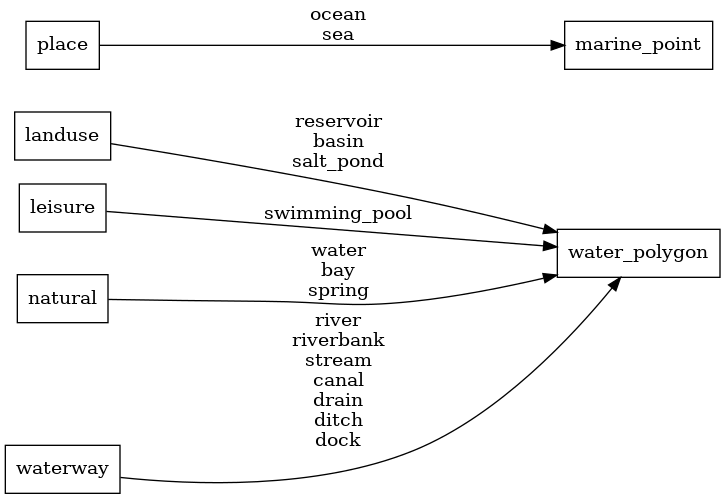 ocean
sea
place
marine_point
reservoir
basin
salt_pond
landuse
leisure
swimming_pool
water_polygon
water
bay
spring
natural
river
riverbank
stream
canal
drain
ditch
dock
waterway